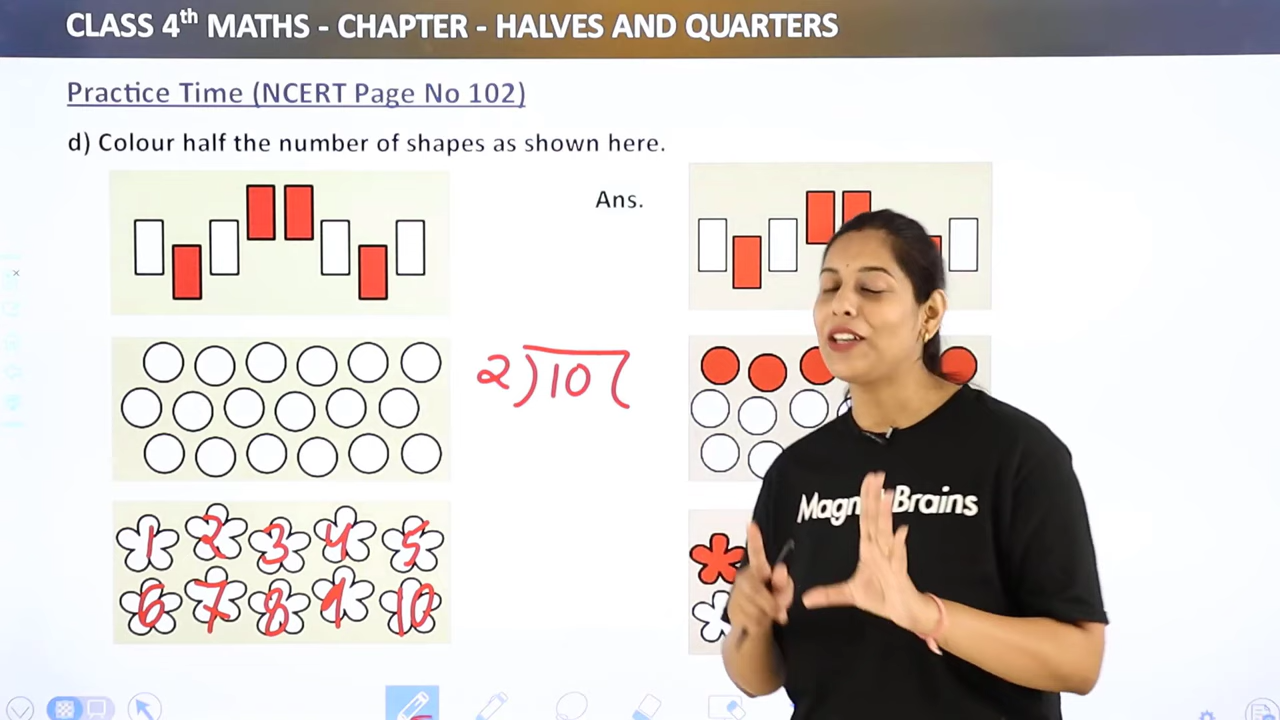 CLASS 4th MATHS - CHAPTER - HALVES AND QUARTERS
Practice Time (NCERT Page No 102)
d) Colour half the number of shapes as shown here.
Ans.
2)10(
1 2 3 4 5
6 7 8 9 10
Magnet Brains